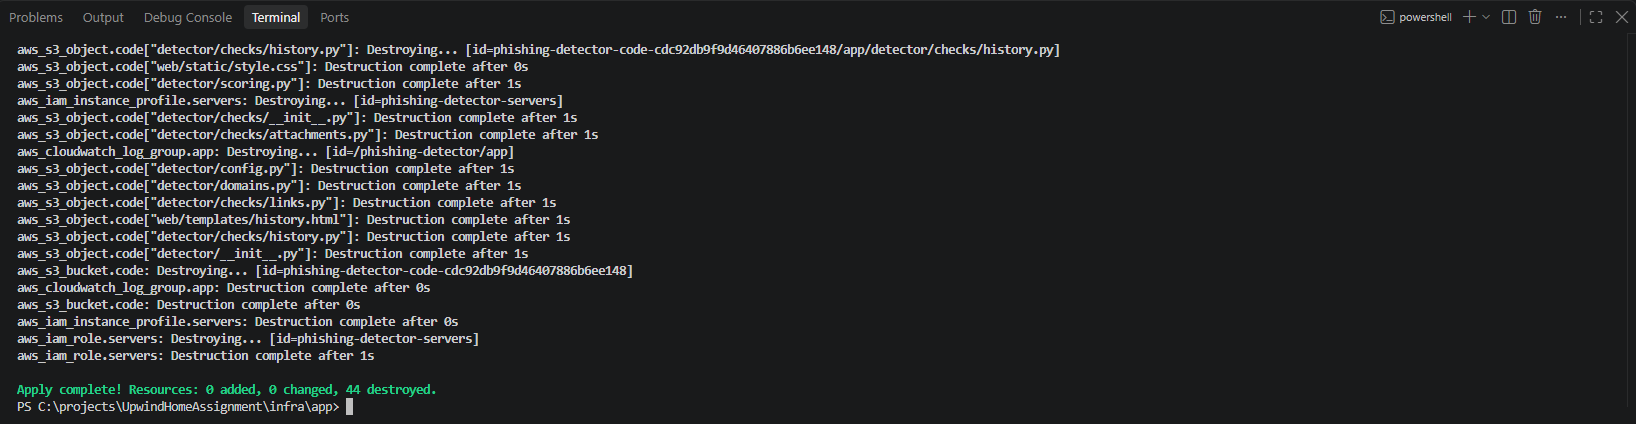 Problems Output Debug Console Terminal Ports powershell
aws_s3_object.code["detector/checks/history.py"]: Destroying... [id=phishing-detector-code-cdc92db9f9d46407886b6ee148/app/detector/checks/history.py]
aws_s3_object.code["web/static/style.css"]: Destruction complete after 0s
aws_s3_object.code["detector/scoring.py"]: Destruction complete after 1s
aws_iam_instance_profile.servers: Destroying... [id=phishing-detector-servers]
aws_s3_object.code["detector/checks/__init__.py"]: Destruction complete after 1s
aws_s3_object.code["detector/checks/attachments.py"]: Destruction complete after 1s
aws_cloudwatch_log_group.app: Destroying... [id=/phishing-detector/app]
aws_s3_object.code["detector/config.py"]: Destruction complete after 1s
aws_s3_object.code["detector/domains.py"]: Destruction complete after 1s
aws_s3_object.code["detector/checks/links.py"]: Destruction complete after 1s
aws_s3_object.code["web/templates/history.html"]: Destruction complete after 1s
aws_s3_object.code["detector/checks/history.py"]: Destruction complete after 1s
aws_s3_object.code["detector/__init__.py"]: Destruction complete after 1s
aws_s3_bucket.code: Destroying... [id=phishing-detector-code-cdc92db9f9d46407886b6ee148]
aws_cloudwatch_log_group.app: Destruction complete after 0s
aws_s3_bucket.code: Destruction complete after 0s
aws_iam_instance_profile.servers: Destruction complete after 0s
aws_iam_role.servers: Destroying... [id=phishing-detector-servers]
aws_iam_role.servers: Destruction complete after 1s
Apply complete! Resources: 0 added, 0 changed, 44 destroyed.
PS C:\projects\UpwindHomeAssignment\infra\app>